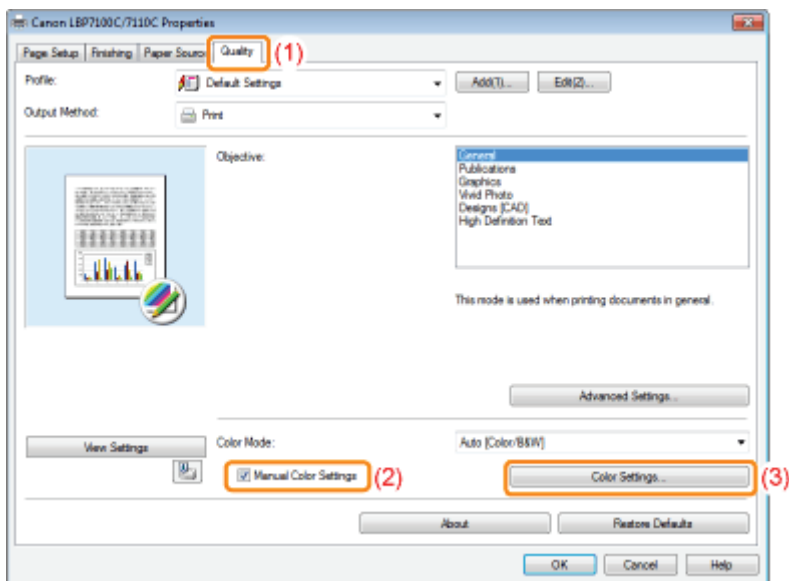 Canon LBP7100C/7110C Properties
Page Setup Finishing Paper Source Quality (1)
Profile: Default Settings Add(1)... Edit(2)...
Output Method: Print
Objective: General
Publications
Graphics
Vivid Photo
Designs [CAD]
High Definition Text
This mode is used when printing documents in general.
Advanced Settings...
View Settings Color Mode: Auto [Color/B&W]
Manual Color Settings (2) Color Settings... (3)
About Restore Defaults
OK Cancel Help